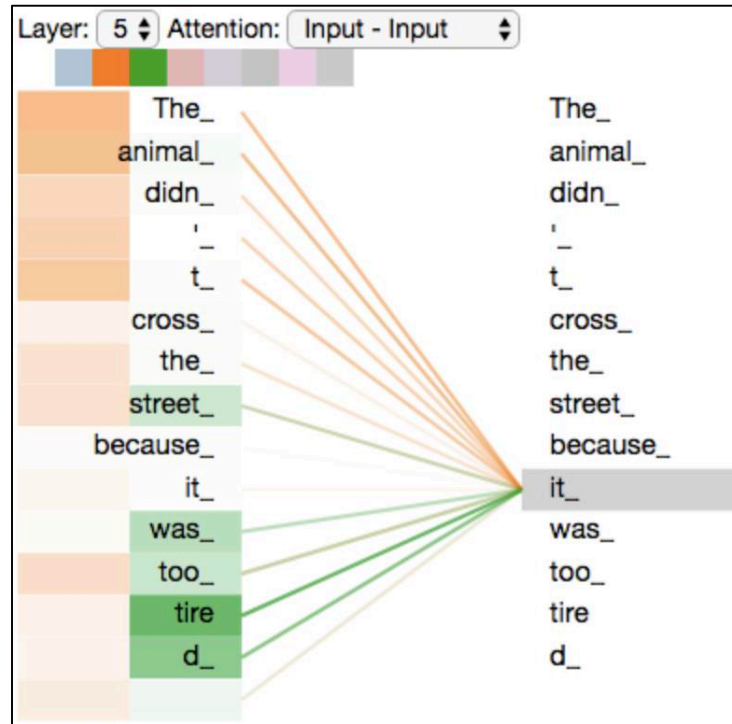 Layer: 5 Attention: Input - Input
The_ The_
animal_ animal_
didn_ didn_
'_ '_
t_ t_
cross_ cross_
the_ the_
street_ street_
because_ because_
it_ it_
was_ was_
too_ too_
tire tire
d_ d_